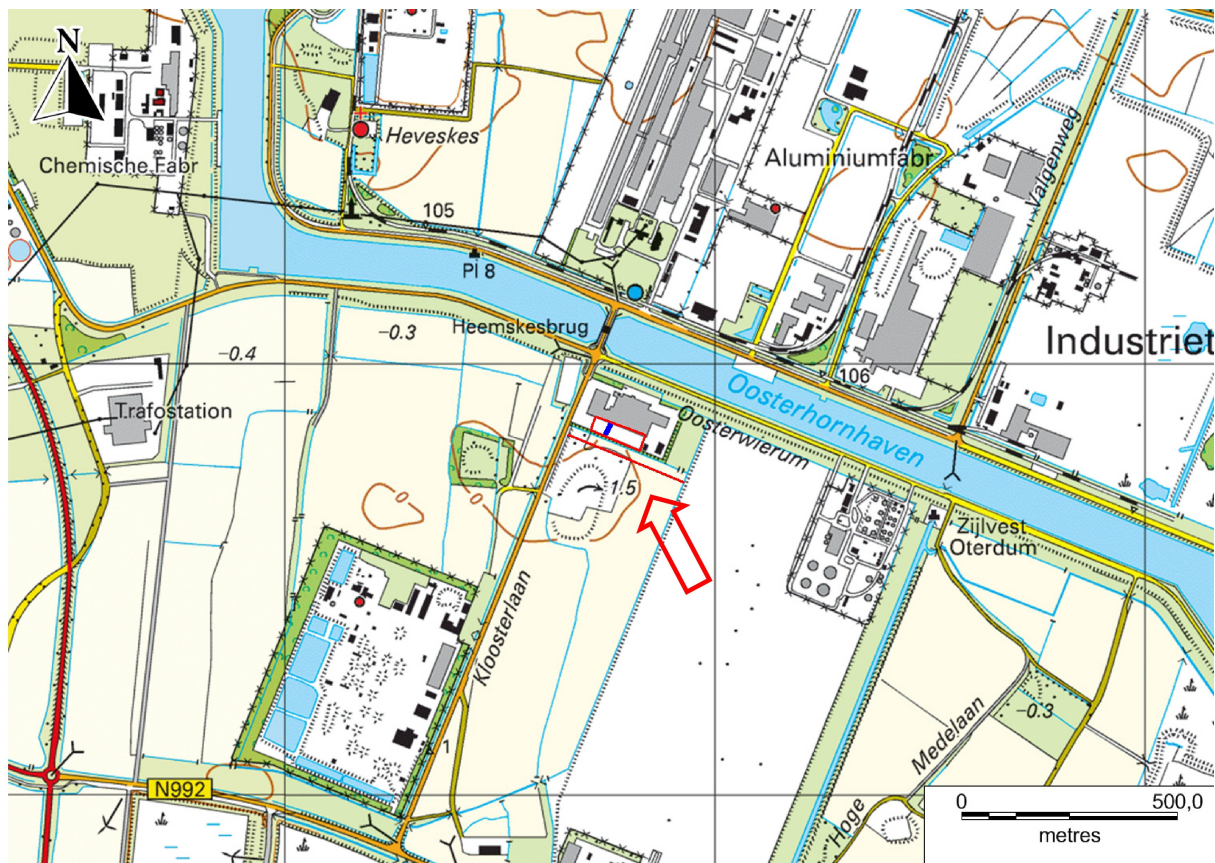 N
Heveskes
Chemische Fabr
Aluminiumfabr
Valgenweg
105
Pl 8
Heemskesbrug
-0.3
-0.4
Industriet
106
Oosterhornhaven
Trafostation
Oosterwierum
0
0
1.5
Zijlvest
Oterdum
Kloosterlaan
Medelaan
-0.3
1
N992
Hoge
0 500,0
metres